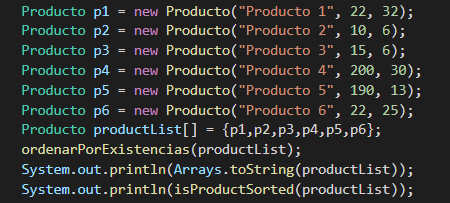 Producto p1 = new Producto("Producto 1", 22, 32);
Producto p2 = new Producto("Producto 2", 10, 6);
Producto p3 = new Producto("Producto 3", 15, 6);
Producto p4 = new Producto("Producto 4", 200, 30);
Producto p5 = new Producto("Producto 5", 190, 13);
Producto p6 = new Producto("Producto 6", 22, 25);
Producto productList[] = {p1,p2,p3,p4,p5,p6};
ordenarPorExistencias(productList);
System.out.println(Arrays.toString(productList));
System.out.println(isProductSorted(productList));